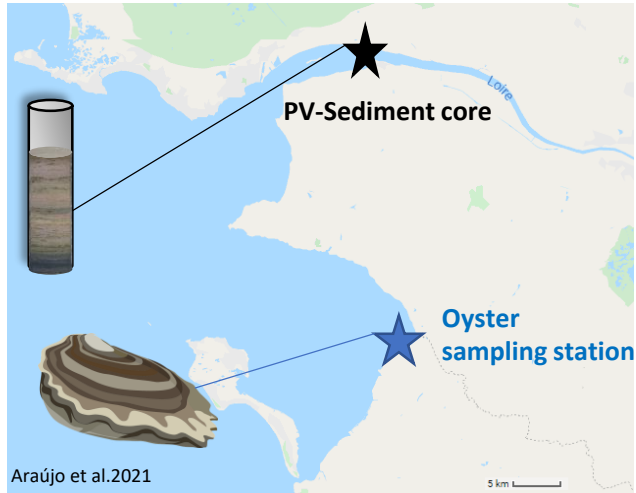 Loire
PV-Sediment core
Oyster
sampling station
Araújo et al.2021
5 km